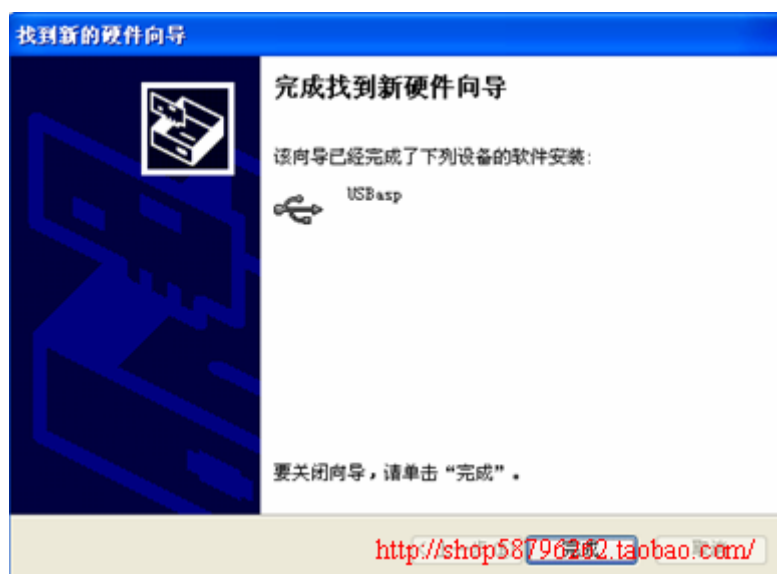 找到新的硬件向导
完成找到新硬件向导
该向导已经完成了下列设备的软件安装:
USBasp
要关闭向导，请单击“完成”。
http://shop58796262.taobao.com/
完成